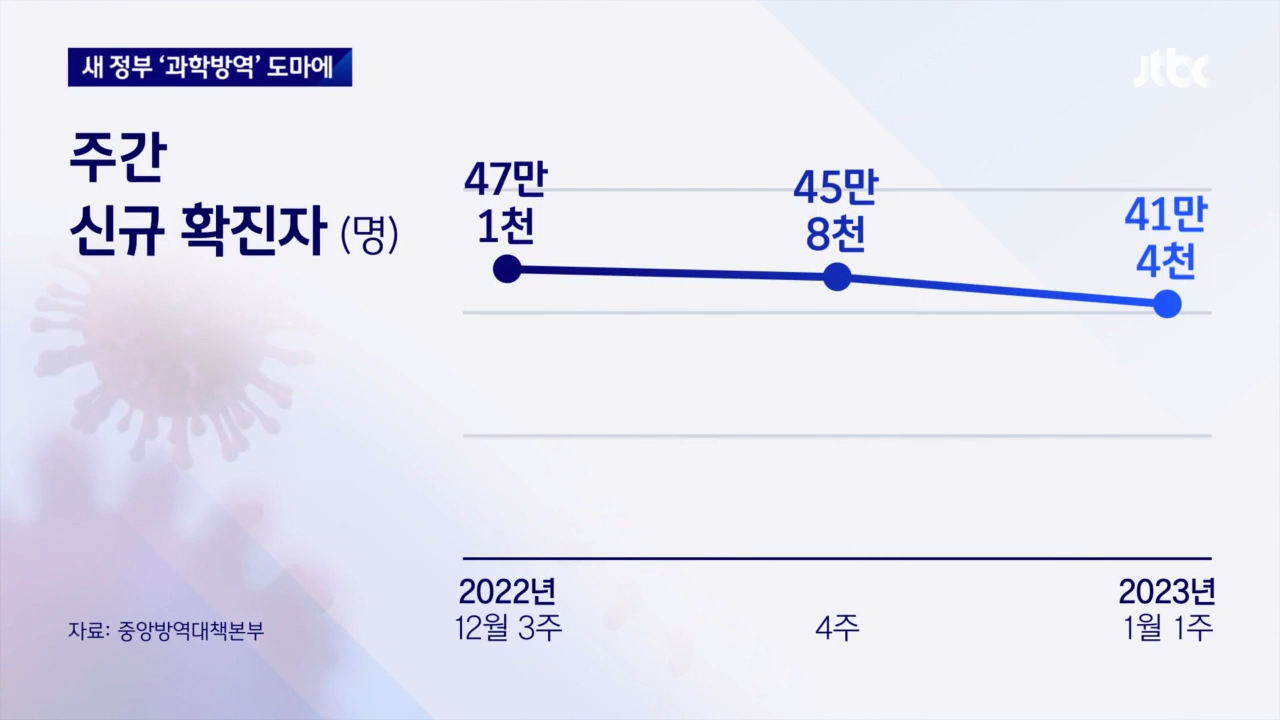 새 정부 ‘과학방역’ 도마에
jtbc
주간
신규 확진자 (명)
47만
1천
45만
8천
41만
4천
2022년
12월 3주
4주
2023년
1월 1주
자료: 중앙방역대책본부